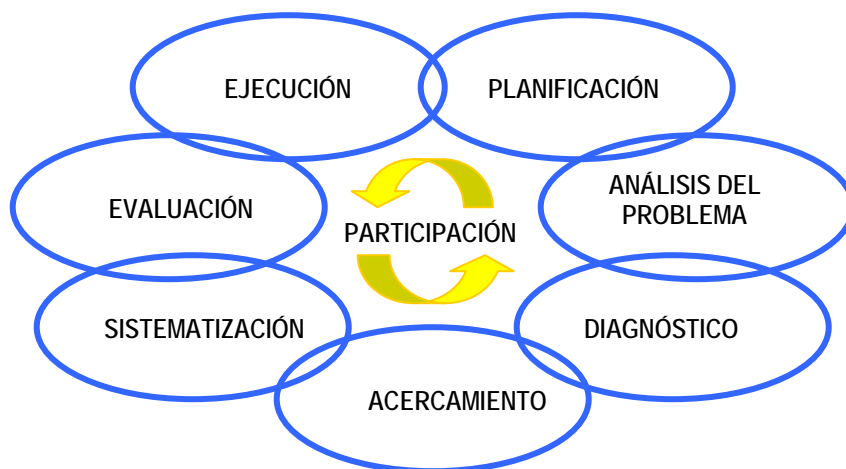 EJECUCIÓN
PLANIFICACIÓN
EVALUACIÓN
ANÁLISIS DEL
PROBLEMA
PARTICIPACIÓN
SISTEMATIZACIÓN
DIAGNÓSTICO
ACERCAMIENTO